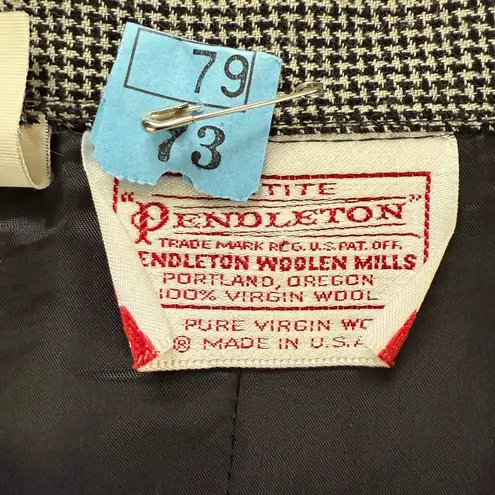 79
73
TITE
"PENDLETON"
TRADE MARK REG. U.S. PAT. OFF.
ENDLETON WOOLEN MILLS
PORTLAND, OREGON
100% VIRGIN WOOL
PURE VIRGIN WO
® MADE IN U.S.A